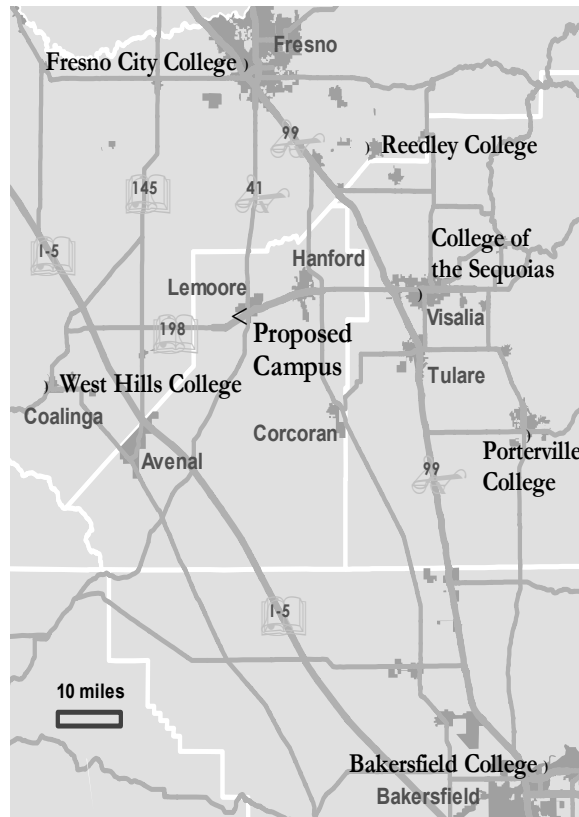 Fresno
Fresno City College
99
Reedley College
145
41
I-5
College of
the Sequoias
Hanford
Lemoore
Visalia
198
Proposed
Campus
Tulare
West Hills College
Coalinga
Corcoran
Avenal
Porterville
College
99
I-5
10 miles
Bakersfield College
Bakersfield